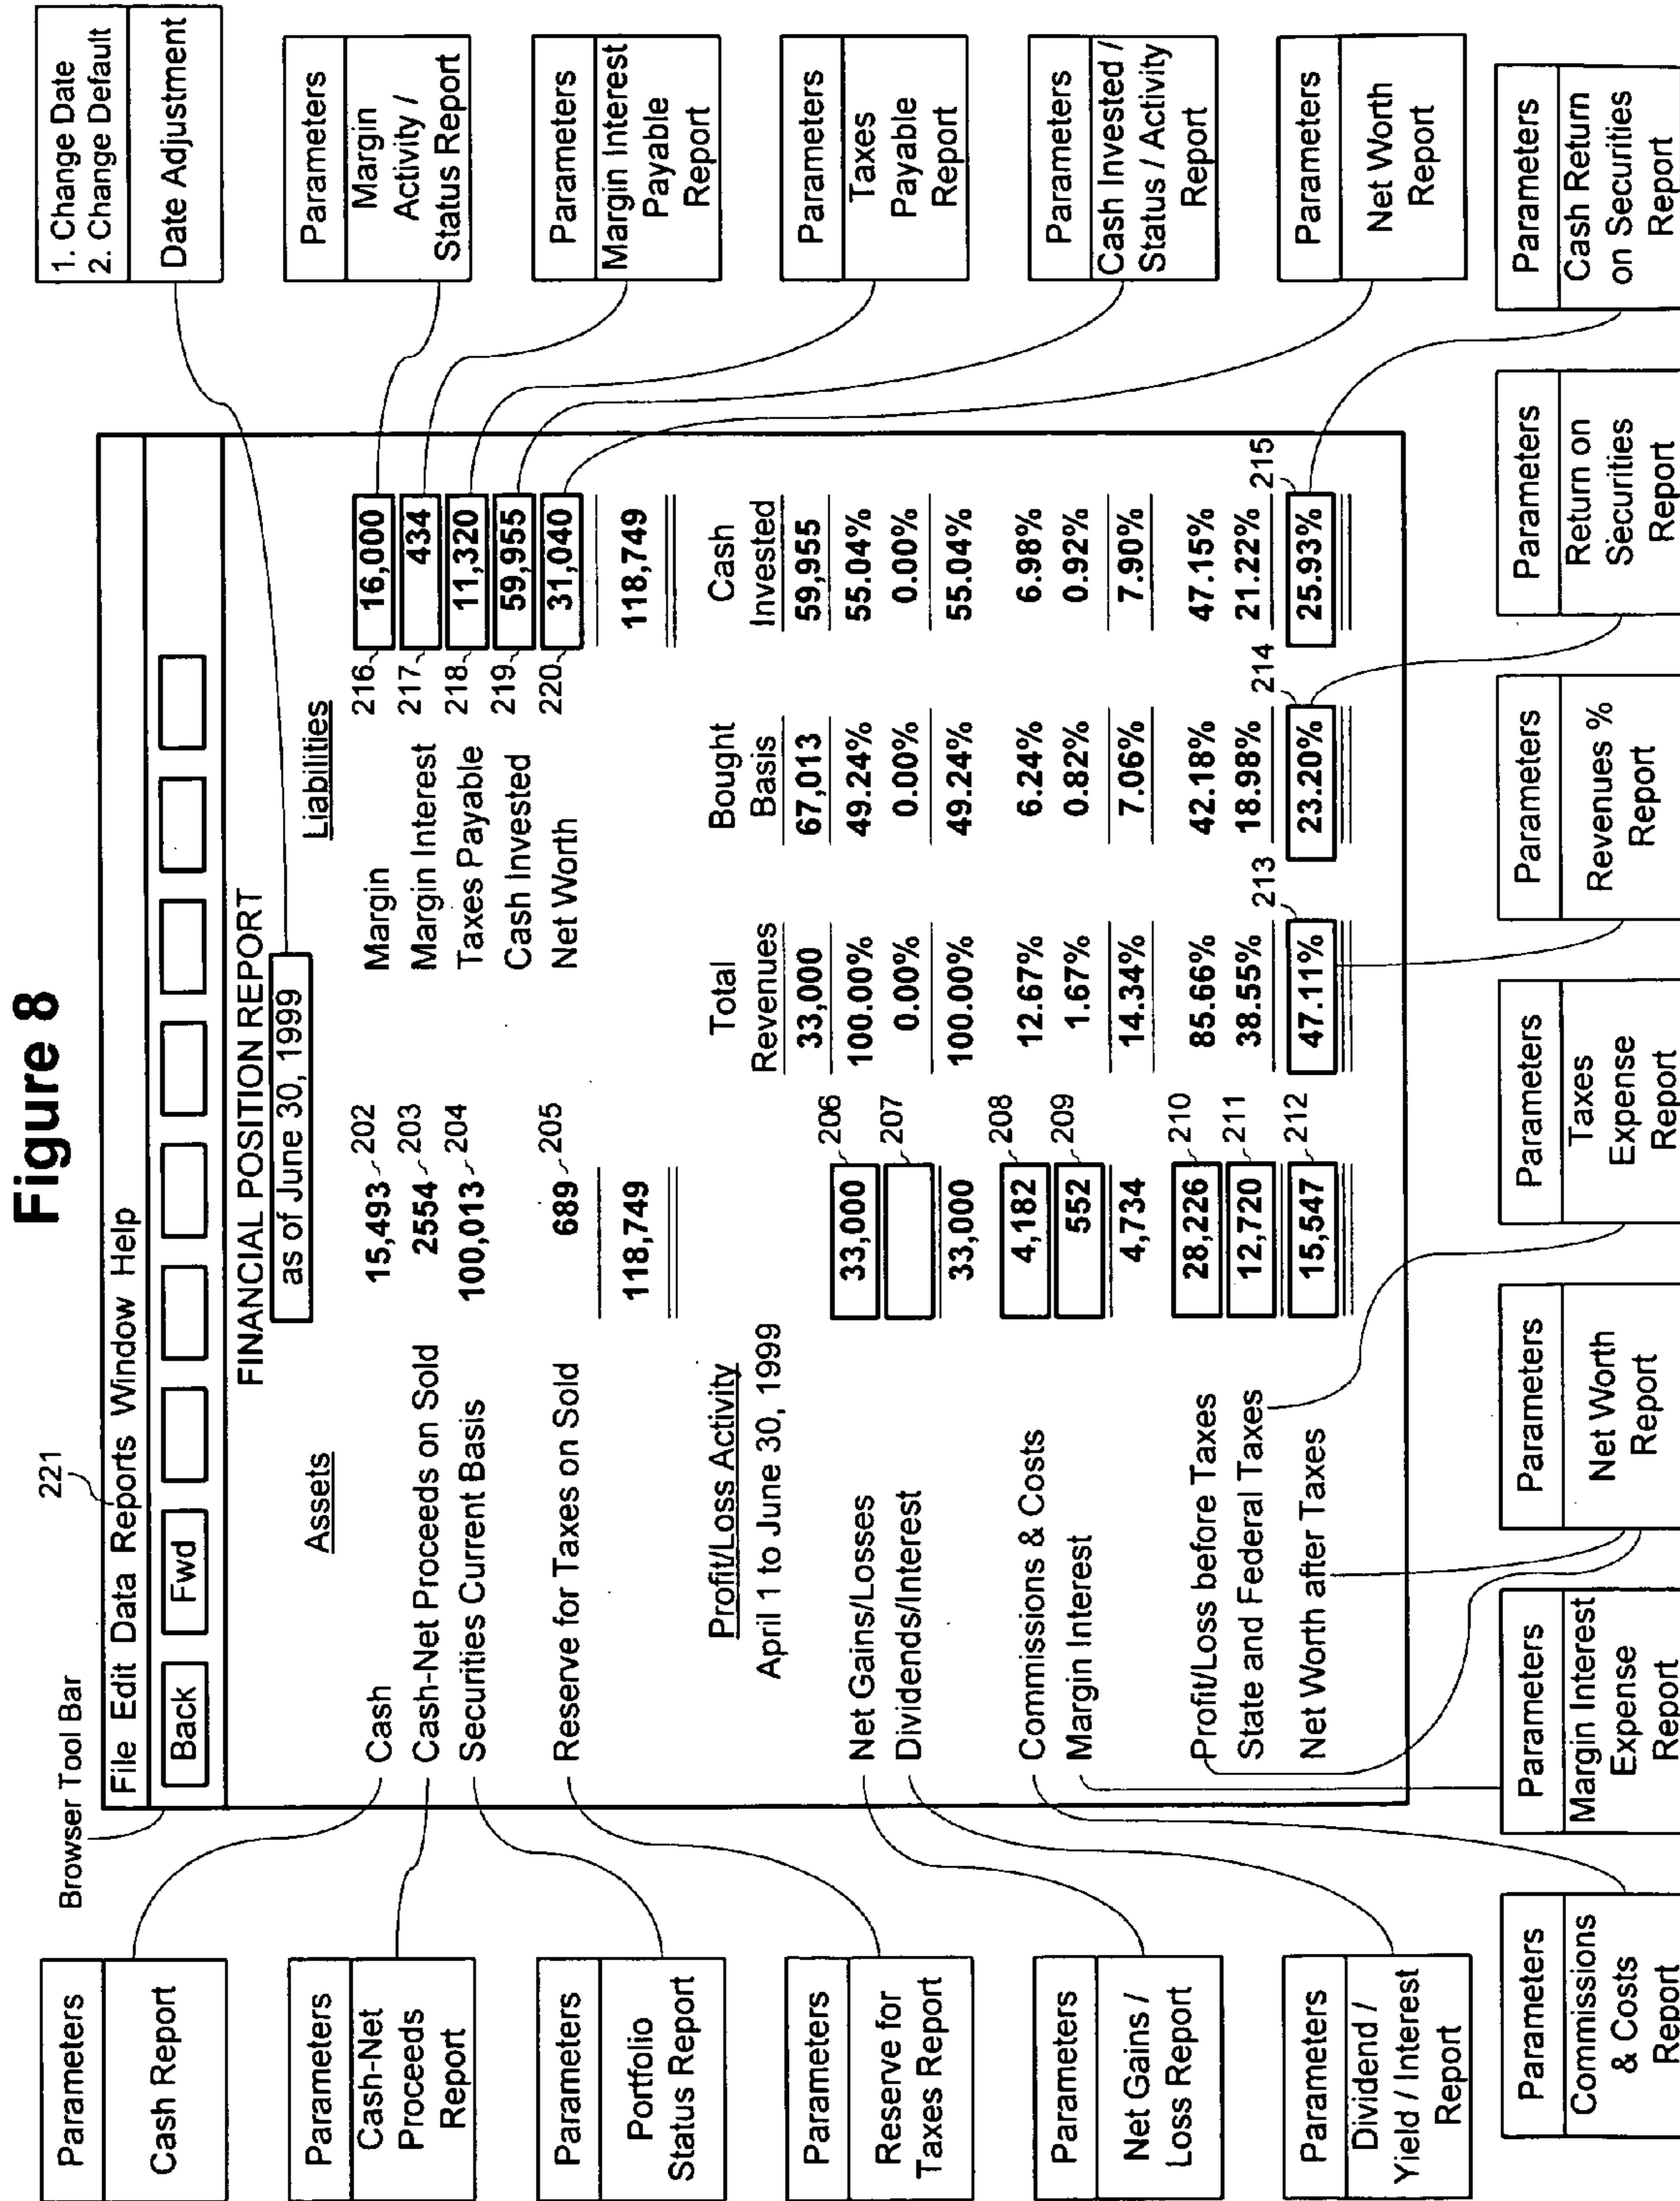 Figure 8
221
Browser Tool Bar
File Edit Data Reports Window Help
Back Fwd
FINANCIAL POSITION REPORT
as of June 30, 1999
Assets Liabilities
Cash 15,493 202 Margin 216 16,000
Cash-Net Proceeds on Sold 2554 203 Margin Interest 217 434
Securities Current Basis 100,013 204 Taxes Payable 218 11,320
Cash Invested 219 59,955
Reserve for Taxes on Sold 689 205 Net Worth 220 31,040
118,749 118,749
Profit/Loss Activity
April 1 to June 30, 1999
Total Bought Cash
Revenues Basis Invested
33,000 67,013 59,955
Net Gains/Losses 33,000 206 100.00% 49.24% 55.04%
Dividends/Interest 207 0.00% 0.00% 0.00%
33,000 100.00% 49.24% 55.04%
Commissions & Costs 4,182 208 12.67% 6.24% 6.98%
Margin Interest 552 209 1.67% 0.82% 0.92%
4,734 14.34% 7.06% 7.90%
Profit/Loss before Taxes 28,226 210 85.66% 42.18% 47.15%
State and Federal Taxes 12,720 211 38.55% 18.98% 21.22%
213 214 215
Net Worth after Taxes 15,547 212 47.11% 23.20% 25.93%
Parameters
Cash Report
Parameters
Cash-Net
Proceeds
Report
Parameters
Portfolio
Status Report
Parameters
Reserve for
Taxes Report
Parameters
Net Gains /
Loss Report
Parameters
Dividend /
Yield / Interest
Report
1. Change Date
2. Change Default
Date Adjustment
Parameters
Margin
Activity /
Status Report
Parameters
Margin Interest
Payable
Report
Parameters
Taxes
Payable
Report
Parameters
Cash Invested /
Status / Activity
Report
Parameters
Net Worth
Report
Parameters
Commissions
& Costs
Report
Parameters
Margin Interest
Expense
Report
Parameters
Net Worth
Report
Parameters
Taxes
Expense
Report
Parameters
Revenues %
Report
Parameters
Return on
Securities
Report
Parameters
Cash Return
on Securities
Report